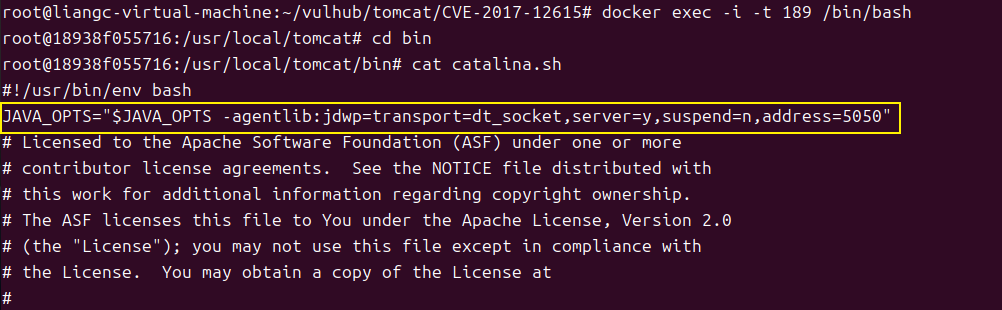 root@liangc-virtual-machine:~/vulhub/tomcat/CVE-2017-12615# docker exec -i -t 189 /bin/bash
root@18938f055716:/usr/local/tomcat# cd bin
root@18938f055716:/usr/local/tomcat/bin# cat catalina.sh
#!/usr/bin/env bash
JAVA_OPTS="$JAVA_OPTS -agentlib:jdwp=transport=dt_socket,server=y,suspend=n,address=5050"
# Licensed to the Apache Software Foundation (ASF) under one or more
# contributor license agreements.  See the NOTICE file distributed with
# this work for additional information regarding copyright ownership.
# The ASF licenses this file to You under the Apache License, Version 2.0
# (the "License"); you may not use this file except in compliance with
# the License.  You may obtain a copy of the License at
#